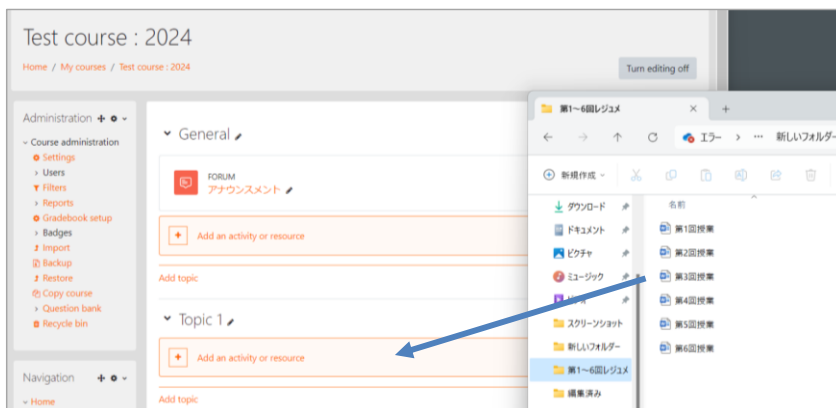 Test course : 2024
Home / My courses / Test course : 2024
Turn editing off
Administration
Course administration
Settings
Users
Filters
Reports
Gradebook setup
Badges
Import
Backup
Restore
Copy course
Question bank
Recycle bin
Navigation
Home
General
FORUM
アナウンスメント
Add an activity or resource
Add topic
Topic 1
Add an activity or resource
Add topic
第1～6回レジュメ
エラー > … 新しいフォルダー
新規作成
ダウンロード
ドキュメント
ピクチャ
ミュージック
スクリーンショット
新しいフォルダー
第1～6回レジュメ
編集済み
名前
第1回授業
第2回授業
第3回授業
第4回授業
第5回授業
第6回授業